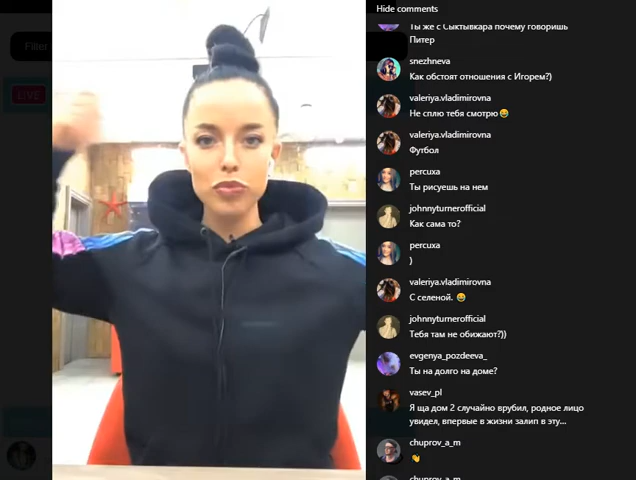 Hide comments
Ты же с Сыктывкара почему говоришь
Питер
snezhneva
Как обстоят отношения с Игорем?)
valeriya.vladimirovna
Не сплю тебя смотрю😂
valeriya.vladimirovna
Футбол
percuxa
Ты рисуешь на нем
johnnyturnerofficial
Как сама то?
percuxa
)
valeriya.vladimirovna
С селеной. 😂
johnnyturnerofficial
Тебя там не обижают?))
evgenya_pozdeeva_
Ты на долго на доме?
vasev_pl
Я ща дом 2 случайно врубил, родное лицо
увидел, впервые в жизни залип в эту...
chuprov_a_m
👏
chuprov_a_m
Filter
LIVE